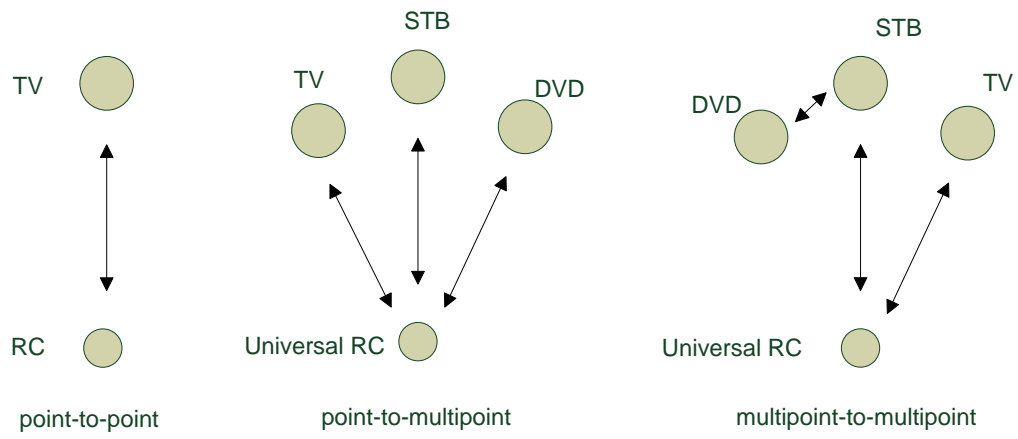 TV
RC
point-to-point
STB
TV
DVD
Universal RC
point-to-multipoint
STB
DVD
TV
Universal RC
multipoint-to-multipoint